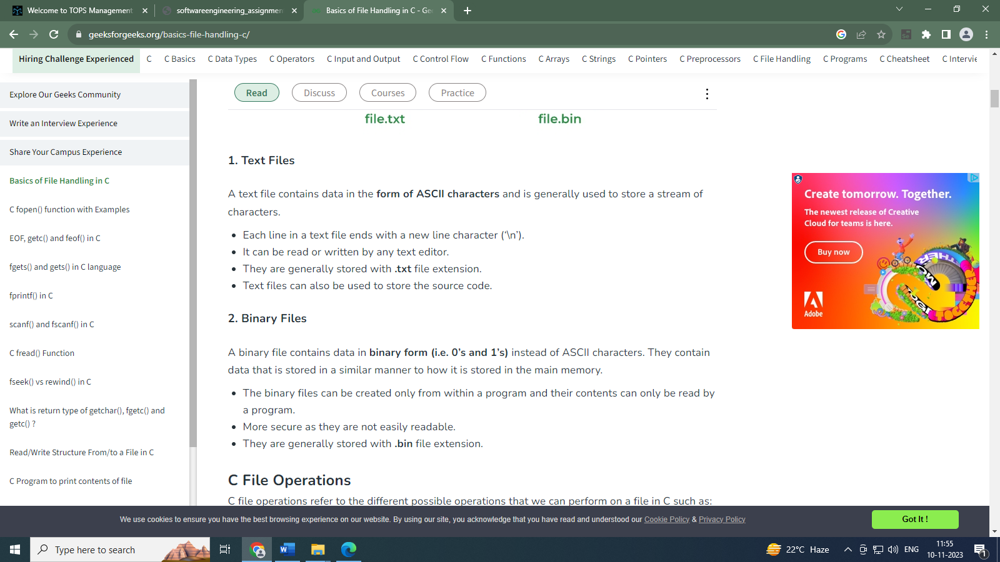 Welcome to TOPS Management
softwareengineering_assignmen
Basics of File Handling in C - Ge
geeksforgeeks.org/basics-file-handling-c/
Hiring Challenge Experienced C C Basics C Data Types C Operators C Input and Output C Control Flow C Functions C Arrays C Strings C Pointers C Preprocessors C File Handling C Programs C Cheatsheet C Intervie
Explore Our Geeks Community
Write an Interview Experience
Share Your Campus Experience
Basics of File Handling in C
C fopen() function with Examples
EOF, getc() and feof() in C
fgets() and gets() in C language
fprintf() in C
scanf() and fscanf() in C
C fread() Function
fseek() vs rewind() in C
What is return type of getchar(), fgetc() and
getc() ?
Read/Write Structure From/to a File in C
C Program to print contents of file
Read Discuss Courses Practice
file.txt file.bin
1. Text Files
A text file contains data in the form of ASCII characters and is generally used to store a stream of
characters.
• Each line in a text file ends with a new line character (‘\n’).
• It can be read or written by any text editor.
• They are generally stored with .txt file extension.
• Text files can also be used to store the source code.
2. Binary Files
A binary file contains data in binary form (i.e. 0’s and 1’s) instead of ASCII characters. They contain
data that is stored in a similar manner to how it is stored in the main memory.
• The binary files can be created only from within a program and their contents can only be read by
a program.
• More secure as they are not easily readable.
• They are generally stored with .bin file extension.
C File Operations
C file operations refer to the different possible operations that we can perform on a file in C such as:
Create tomorrow. Together.
The newest release of Creative
Cloud for teams is here.
Buy now
Adobe
TOGETHER
We use cookies to ensure you have the best browsing experience on our website. By using our site, you acknowledge that you have read and understood our Cookie Policy & Privacy Policy
Got It !
Type here to search
22°C Haze
ENG
11:55
10-11-2023
1